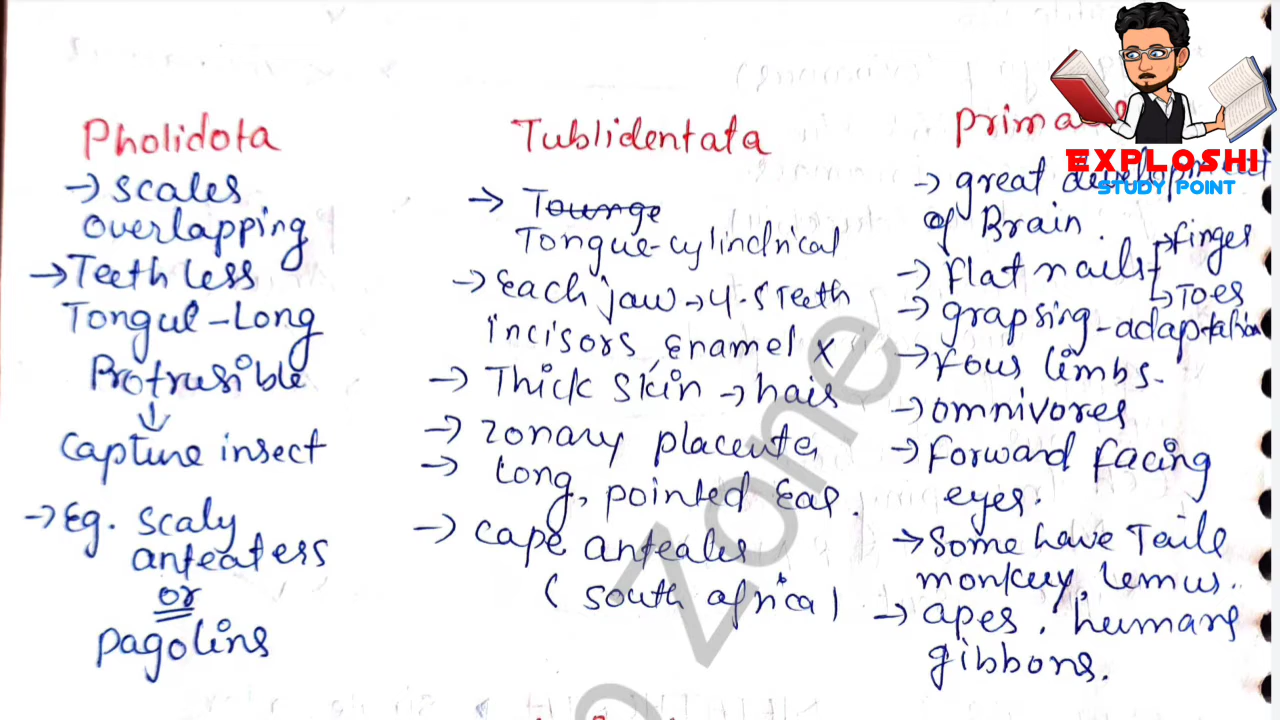 Pholidota
→ scales
overlapping
→ Teeth less
Tongue - Long
Protrusible
↓
Capture insect
→ Eg. Scaly
anteaters
or
Pagolins
Tublidentata
→ Tounge
Tongue-cylindrical
→ Each jaw → 4-5 Teeth
incisors, Enamel x
→ Thick skin → hair
→ zonary placenta
→ Long, pointed Ear.
→ Cape anteater
(South africa)
Prima
→ great development
of Brain.
→ flat nails
→ finger
→ Toes
→ grapsing - adaptation
→ Four limbs.
→ omnivores
→ Forward facing
eyes.
→ Some have Tails
monkey, Lemur..
→ apes, humans
gibbons.
EXPLOSHI
STUDY POINT
Zone